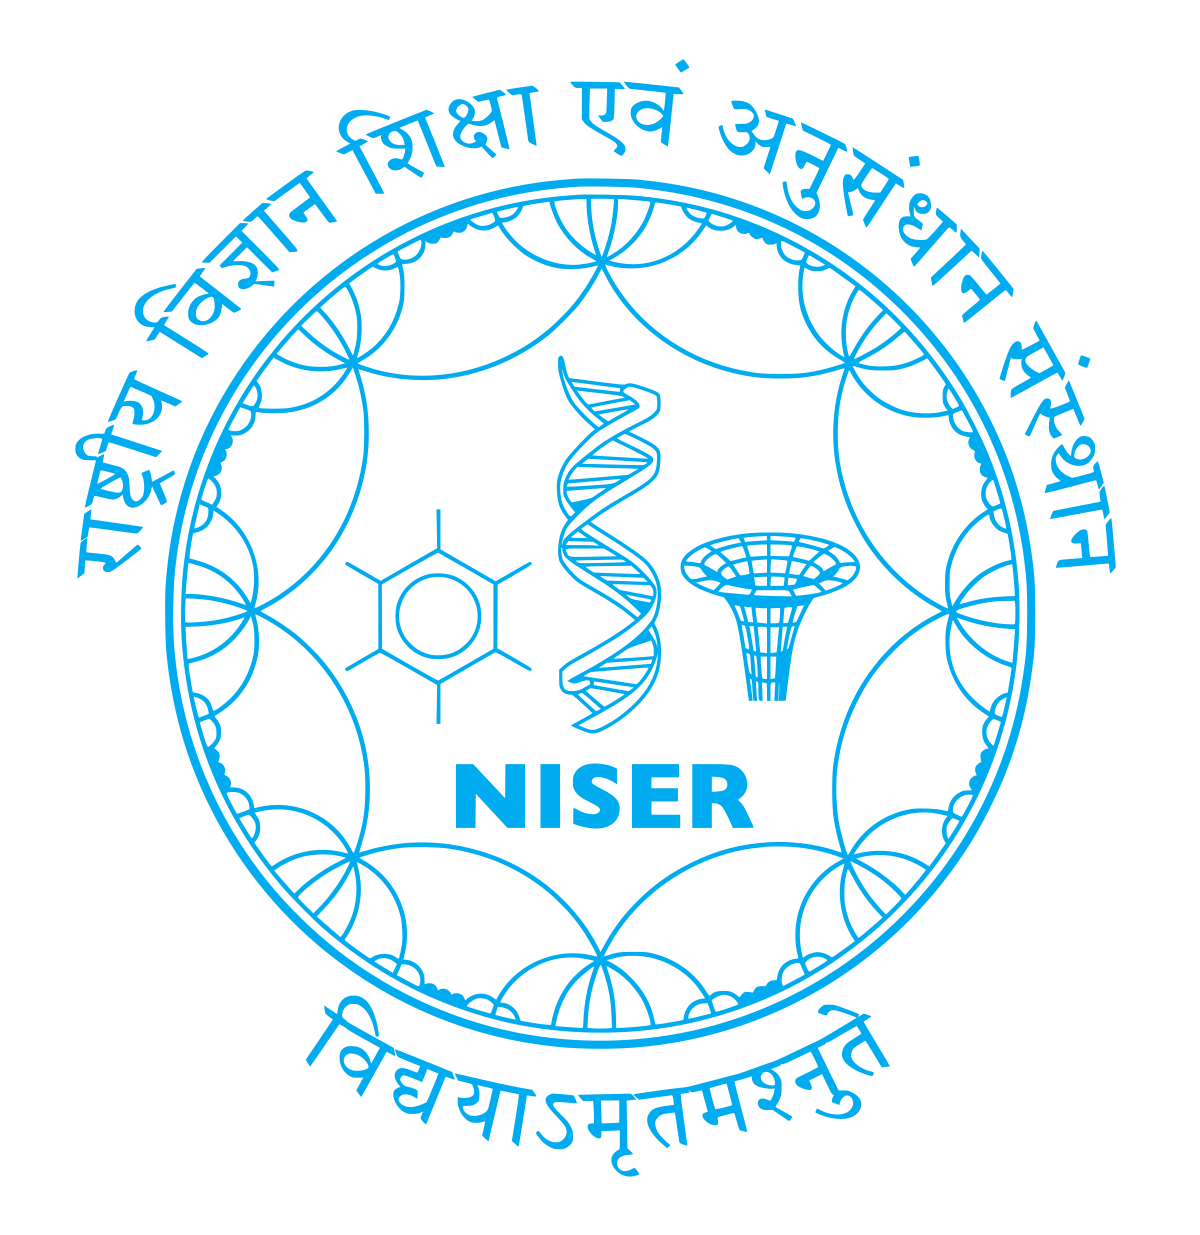 राष्ट्रीय विज्ञान शिक्षा एवं अनुसंधान संस्थान
NISER
विद्ययाऽमृतमश्नुते